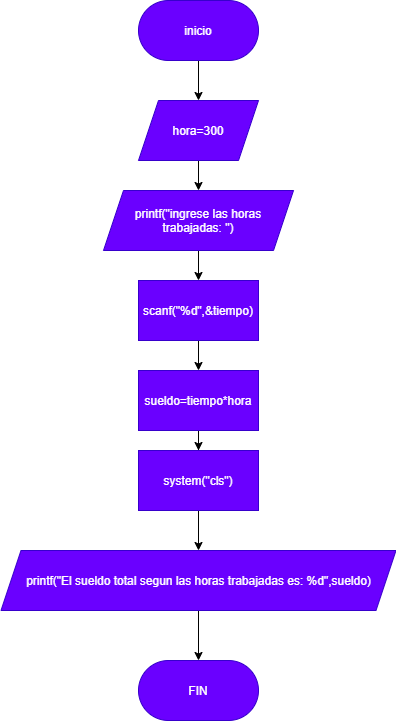 inicio
hora=300
printf("ingrese las horas
trabajadas: ")
scanf("%d",&tiempo)
sueldo=tiempo*hora
system("cls")
printf("El sueldo total segun las horas trabajadas es: %d",sueldo)
FIN